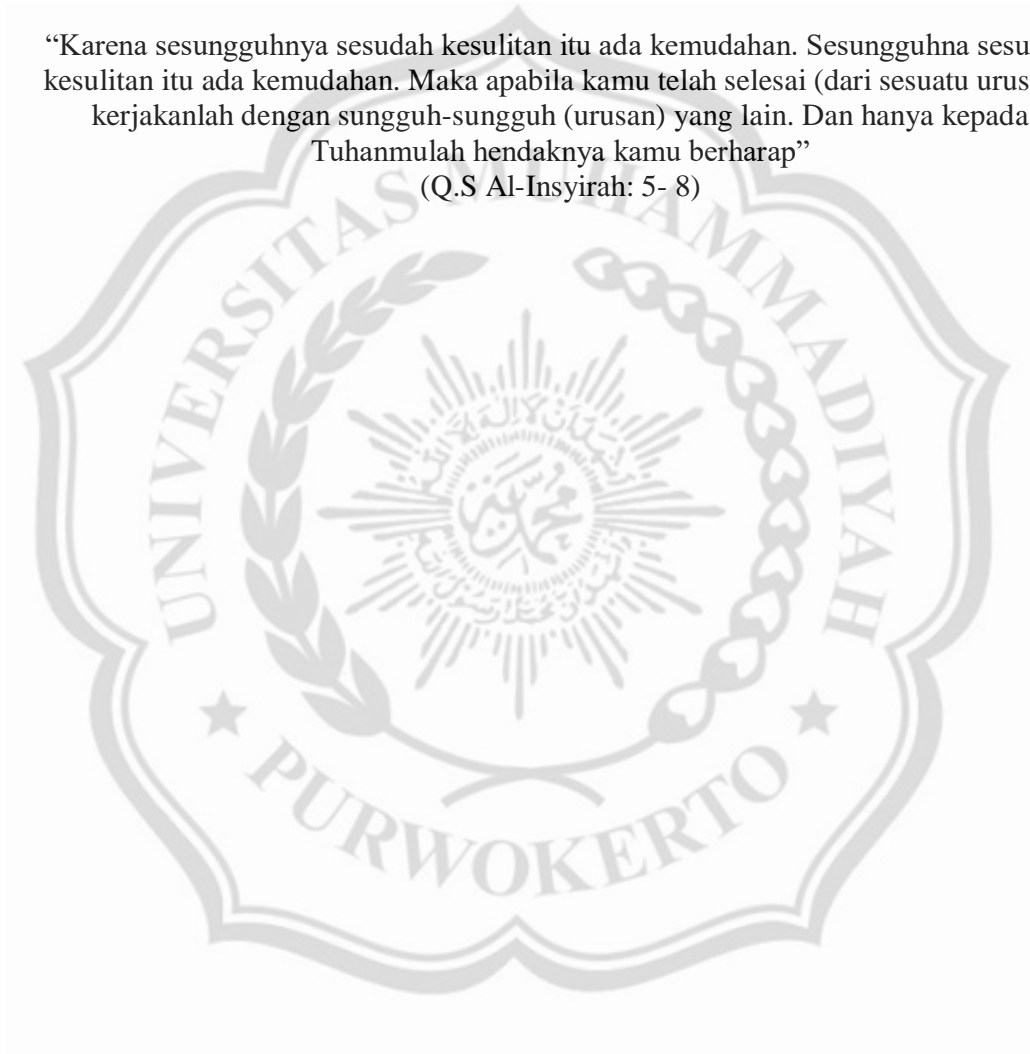 “Karena sesungguhnya sesudah kesulitan itu ada kemudahan. Sesungguhna sesu
kesulitan itu ada kemudahan. Maka apabila kamu telah selesai (dari sesuatu urus
kerjakanlah dengan sungguh-sungguh (urusan) yang lain. Dan hanya kepada
Tuhanmulah hendaknya kamu berharap”
(Q.S Al-Insyirah: 5- 8)
UNIVERSITAS MUHAMMADIYAH
PURWOKERTO